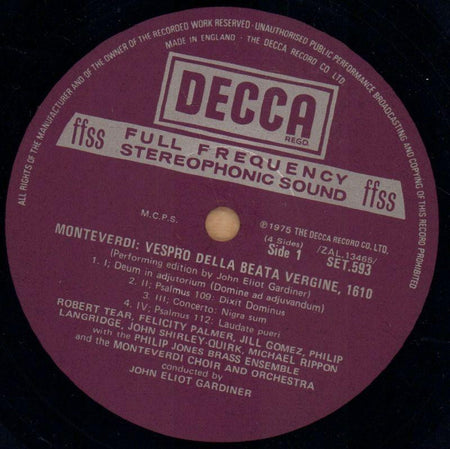 ALL RIGHTS OF THE MANUFACTURER AND OF THE OWNER OF THE RECORDED WORK RESERVED · UNAUTHORISED PUBLIC PERFORMANCE BROADCASTING AND COPYING OF THIS RECORD PROHIBITED
MADE IN ENGLAND · THE DECCA RECORD CO LTD
DECCA
REGD.
ffss FULL FREQUENCY ffss
STEREOPHONIC SOUND
M.C.P.S.
℗1975 THE DECCA RECORD CO. LTD.
(4 Sides) /ZAL.13465/
Side 1 SET.593
MONTEVERDI: VESPRO DELLA BEATA VERGINE, 1610
(Performing edition by John Eliot Gardiner)
1. I; Deum in adjutorium (Domine ad adjuvandum)
2. II; Psalmus 109: Dixit Dominus
3. III; Concerto: Nigra sum
4. IV; Psalmus 112: Laudate pueri
ROBERT TEAR, FELICITY PALMER, JILL GOMEZ, PHILIP
LANGRIDGE, JOHN SHIRLEY-QUIRK, MICHAEL RIPPON
with the PHILIP JONES BRASS ENSEMBLE
and the MONTEVERDI CHOIR AND ORCHESTRA
conducted by
JOHN ELIOT GARDINER